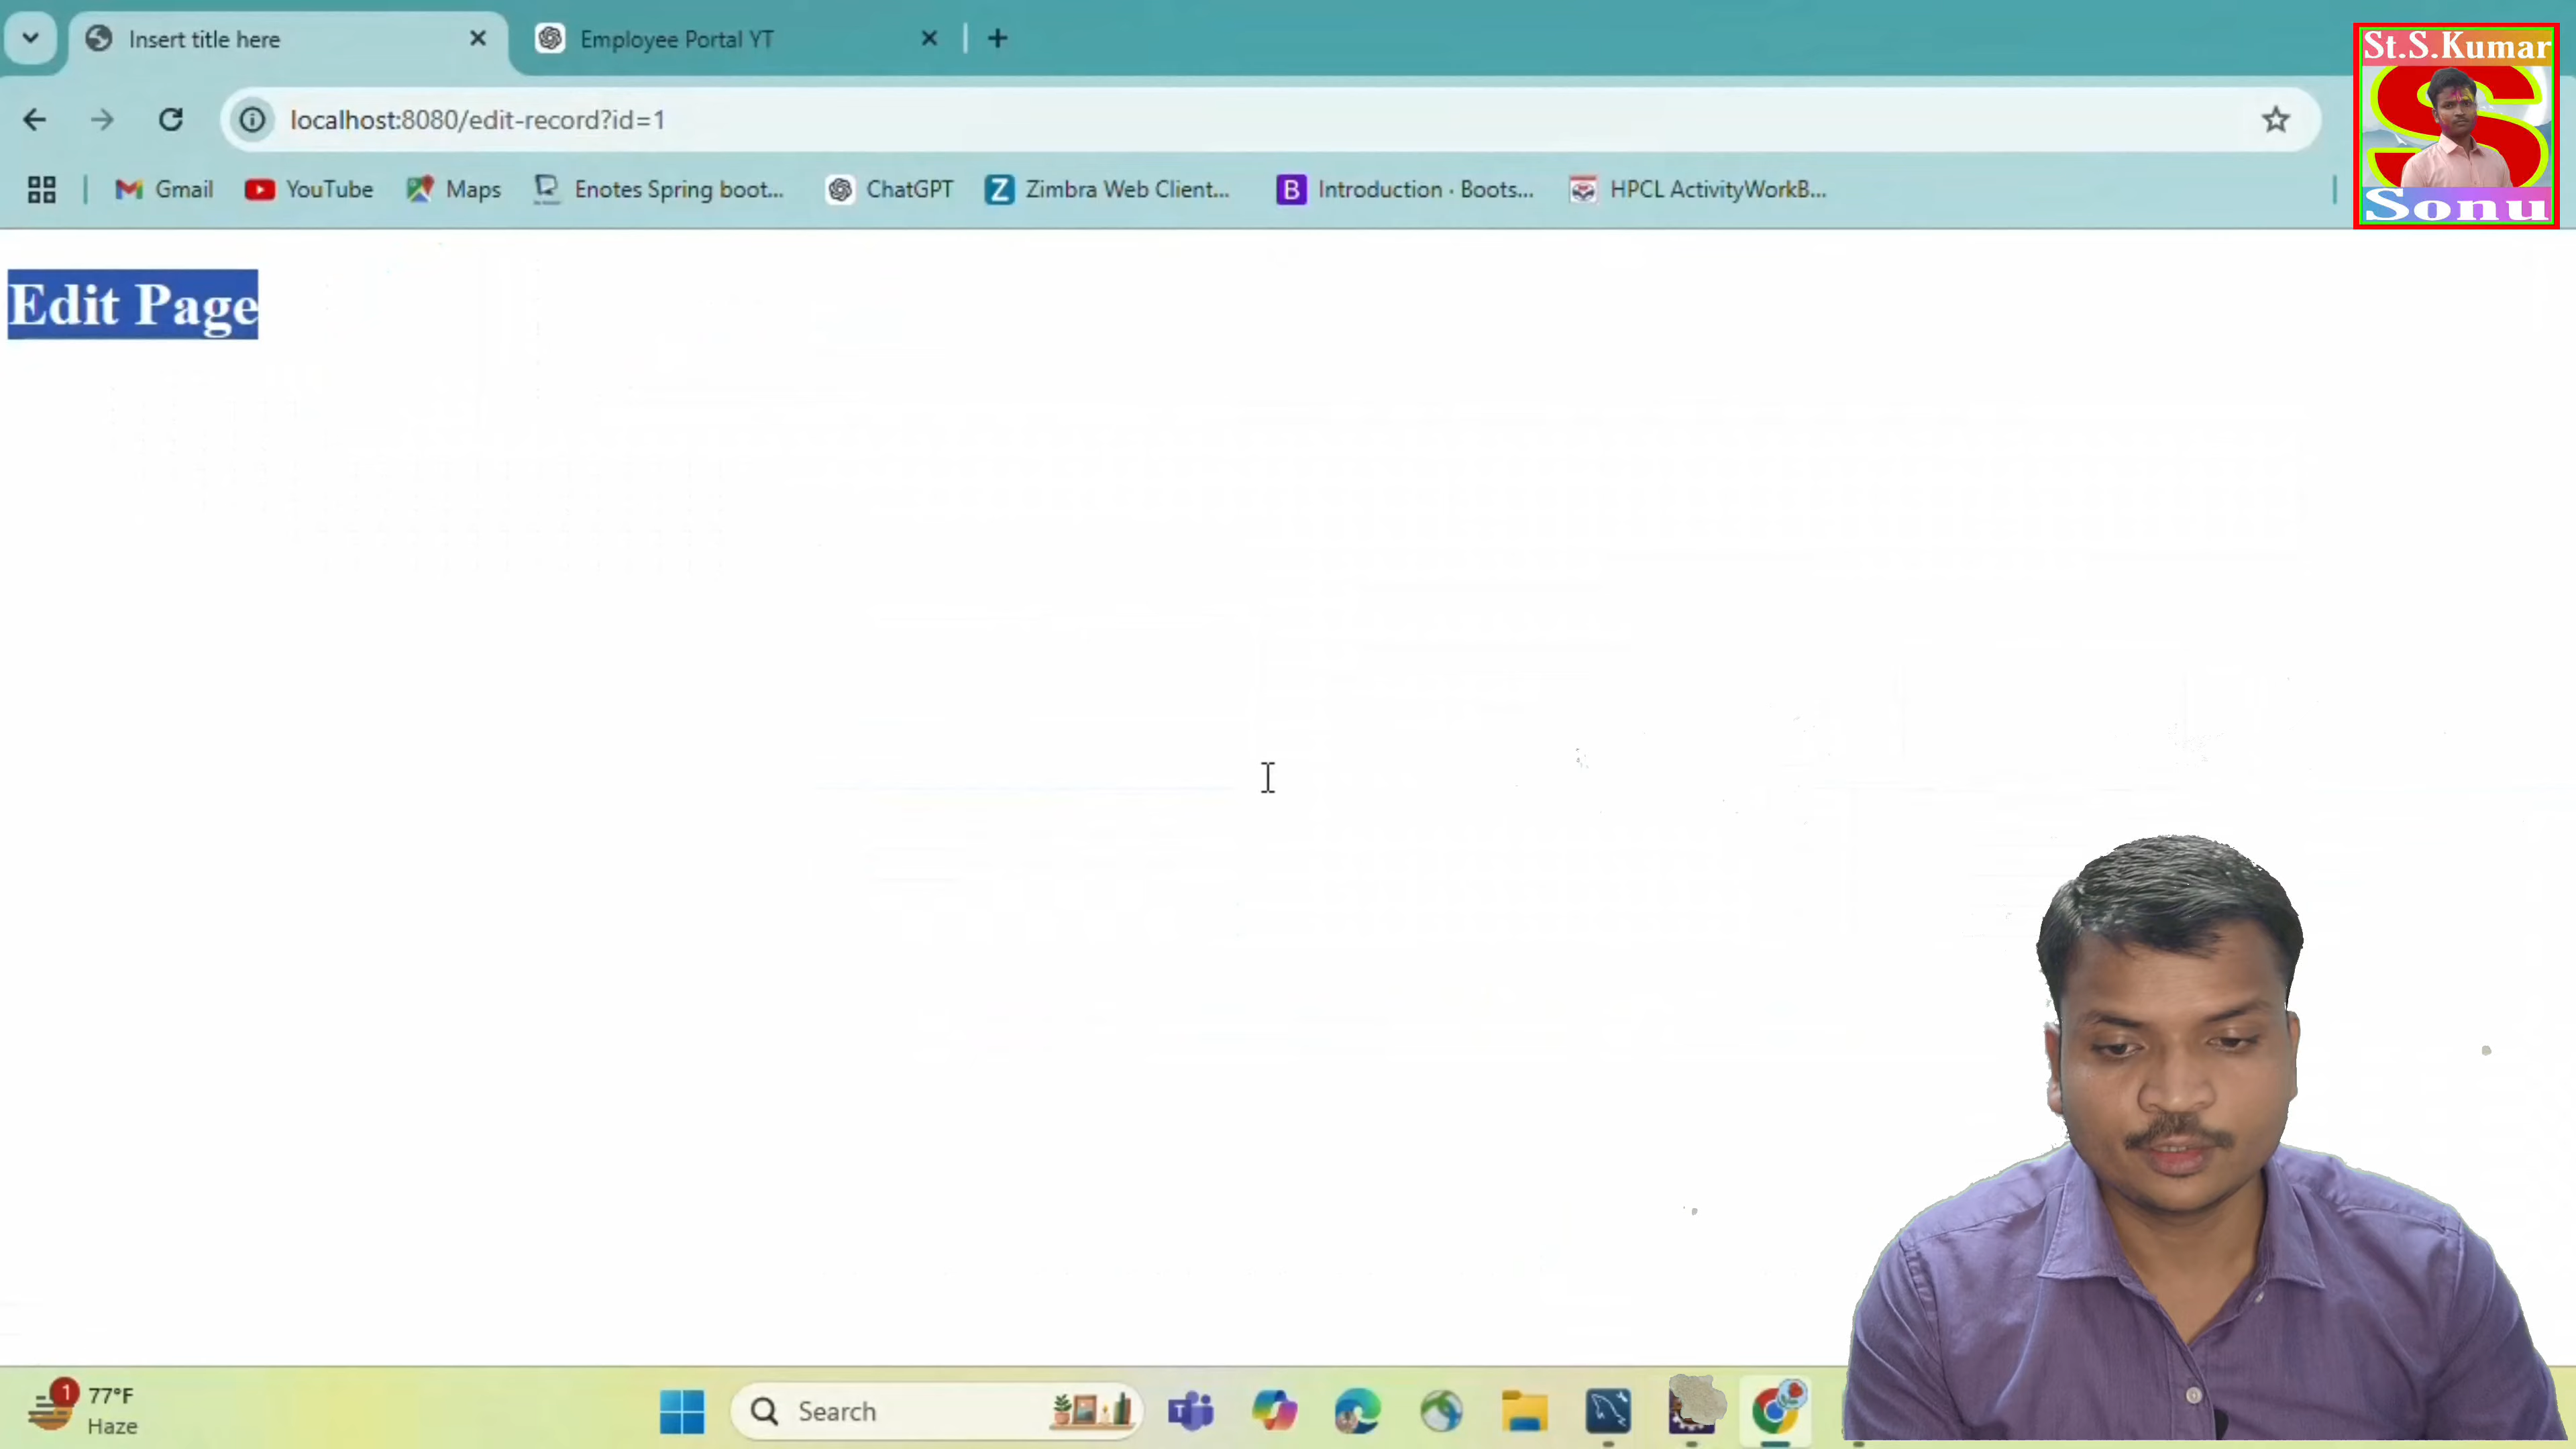 Insert title here
Employee Portal YT
St.S.Kumar
localhost:8080/edit-record?id=1
Gmail
YouTube
Maps
Enotes Spring boot...
ChatGPT
Z
Zimbra Web Client...
B
Introduction · Boots...
HPCL ActivityWorkB...
S
Sonu
Edit Page
1
77°F
Haze
Search
T